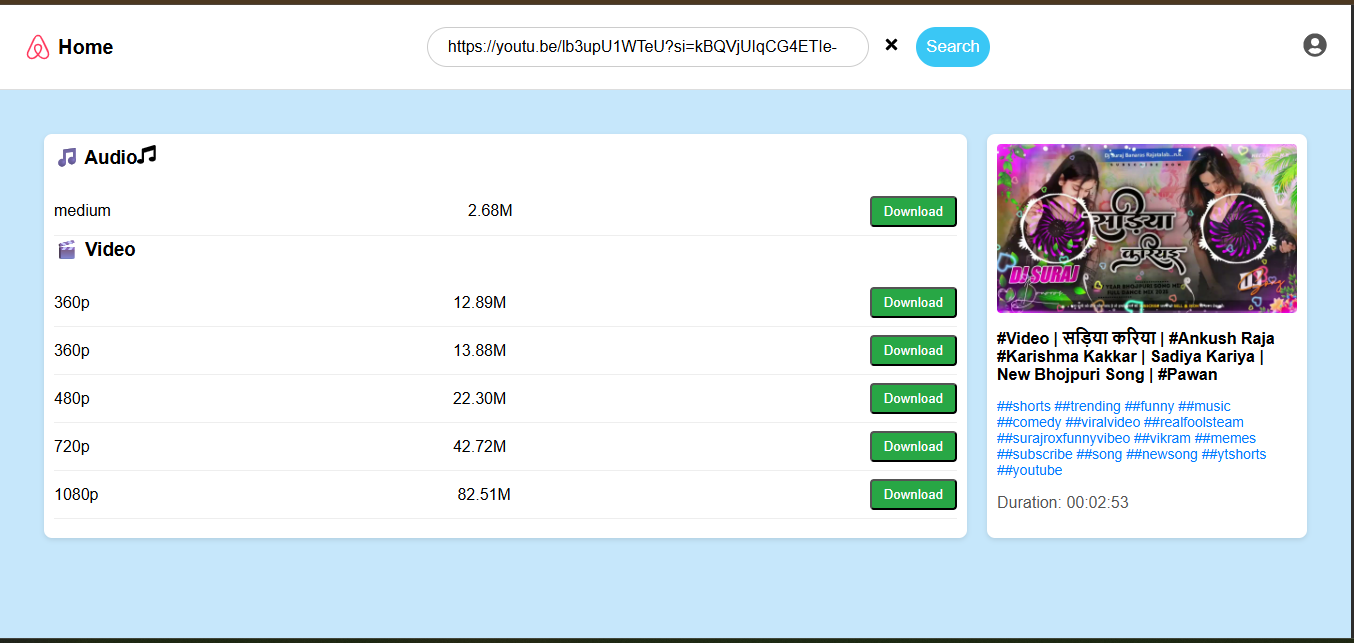 Home
https://youtu.be/lb3upU1WTeU?si=kBQVjUlqCG4ETIe-
Search
Audio
medium 2.68M Download
Video
360p 12.89M Download
360p 13.88M Download
480p 22.30M Download
720p 42.72M Download
1080p 82.51M Download
सड़िया
करियइ
DJ SURAJ
#Video | सड़िया करिया | #Ankush Raja
#Karishma Kakkar | Sadiya Kariya |
New Bhojpuri Song | #Pawan
##shorts ##trending ##funny ##music
##comedy ##viralvideo ##realfoolsteam
##surajroxfunnyvibeo ##vikram ##memes
##subscribe ##song ##newsong ##ytshorts
##youtube
Duration: 00:02:53